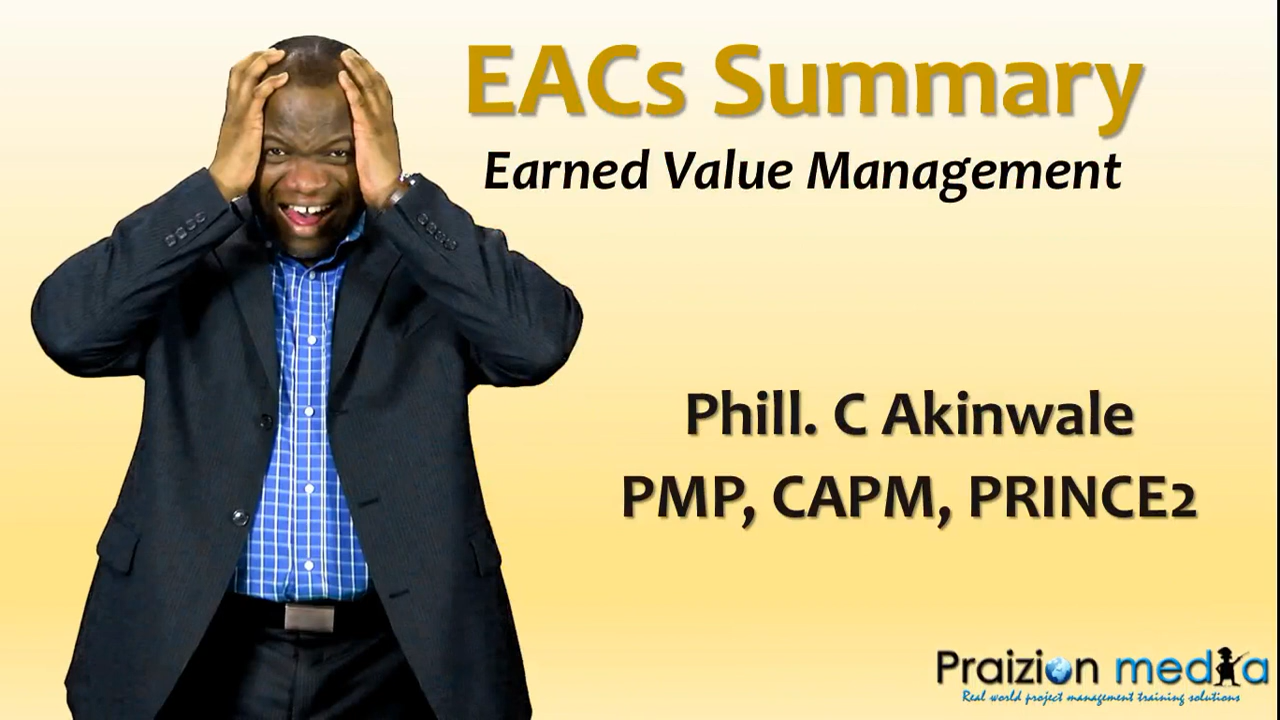 EACs Summary
Earned Value Management
Phill. C Akinwale
PMP, CAPM, PRINCE2
Praizion media
Real world project management training solutions